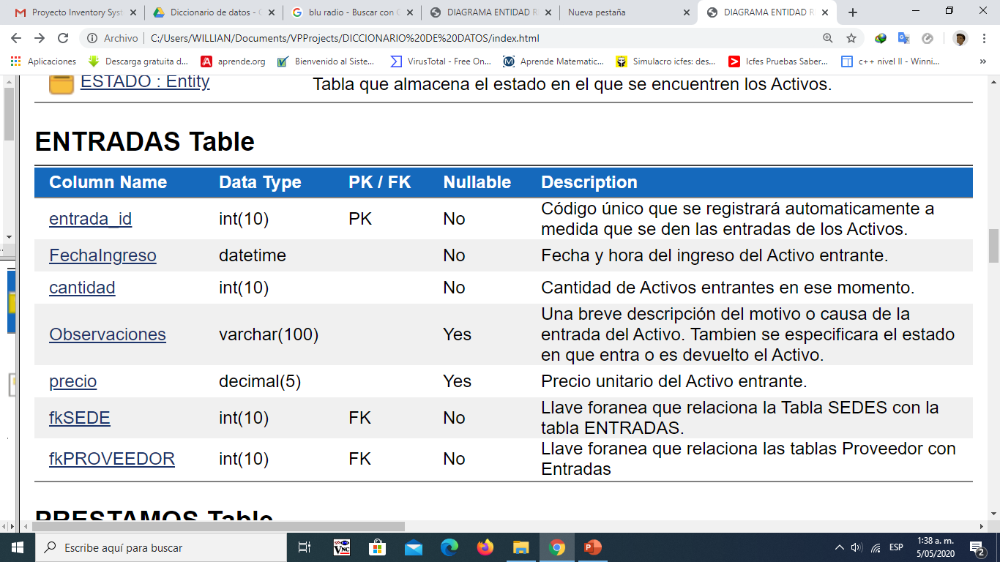 Proyecto Inventory Syst
Diccionario de datos - G
blu radio - Buscar con G
DIAGRAMA ENTIDAD R
Nueva pestaña
DIAGRAMA ENTIDAD R
Archivo C:/Users/WILLIAN/Documents/VPProjects/DICCIONARIO%20DE%20DATOS/index.html
Aplicaciones Descarga gratuita d... aprende.org Bienvenido al Siste... VirusTotal - Free On... Aprende Matematic... Simulacro icfes: des... Icfes Pruebas Saber... c++ nivel II - Winni... »
ESTADO : Entity Tabla que almacena el estado en el que se encuentren los Activos.
ENTRADAS Table
Column Name Data Type PK / FK Nullable Description
entrada_id int(10) PK No Código único que se registrará automaticamente a
medida que se den las entradas de los Activos.
FechaIngreso datetime No Fecha y hora del ingreso del Activo entrante.
cantidad int(10) No Cantidad de Activos entrantes en ese momento.
Observaciones varchar(100) Yes Una breve descripción del motivo o causa de la
entrada del Activo. Tambien se especificara el estado
en que entra o es devuelto el Activo.
precio decimal(5) Yes Precio unitario del Activo entrante.
fkSEDE int(10) FK No Llave foranea que relaciona la Tabla SEDES con la
tabla ENTRADAS.
fkPROVEEDOR int(10) FK No Llave foranea que relaciona las tablas Proveedor con
Entradas
PRESTAMOS Table
Escribe aquí para buscar
ESP
1:38 a. m.
5/05/2020
2